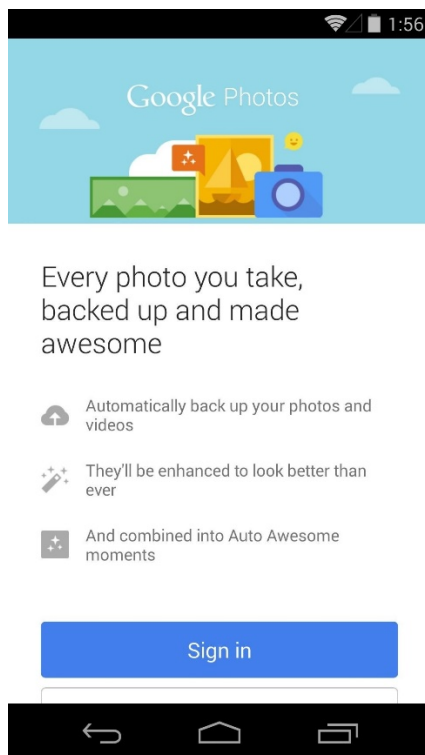 1:56
Google Photos
Every photo you take,
backed up and made
awesome
Automatically back up your photos and
videos
They'll be enhanced to look better than
ever
And combined into Auto Awesome
moments
Sign in